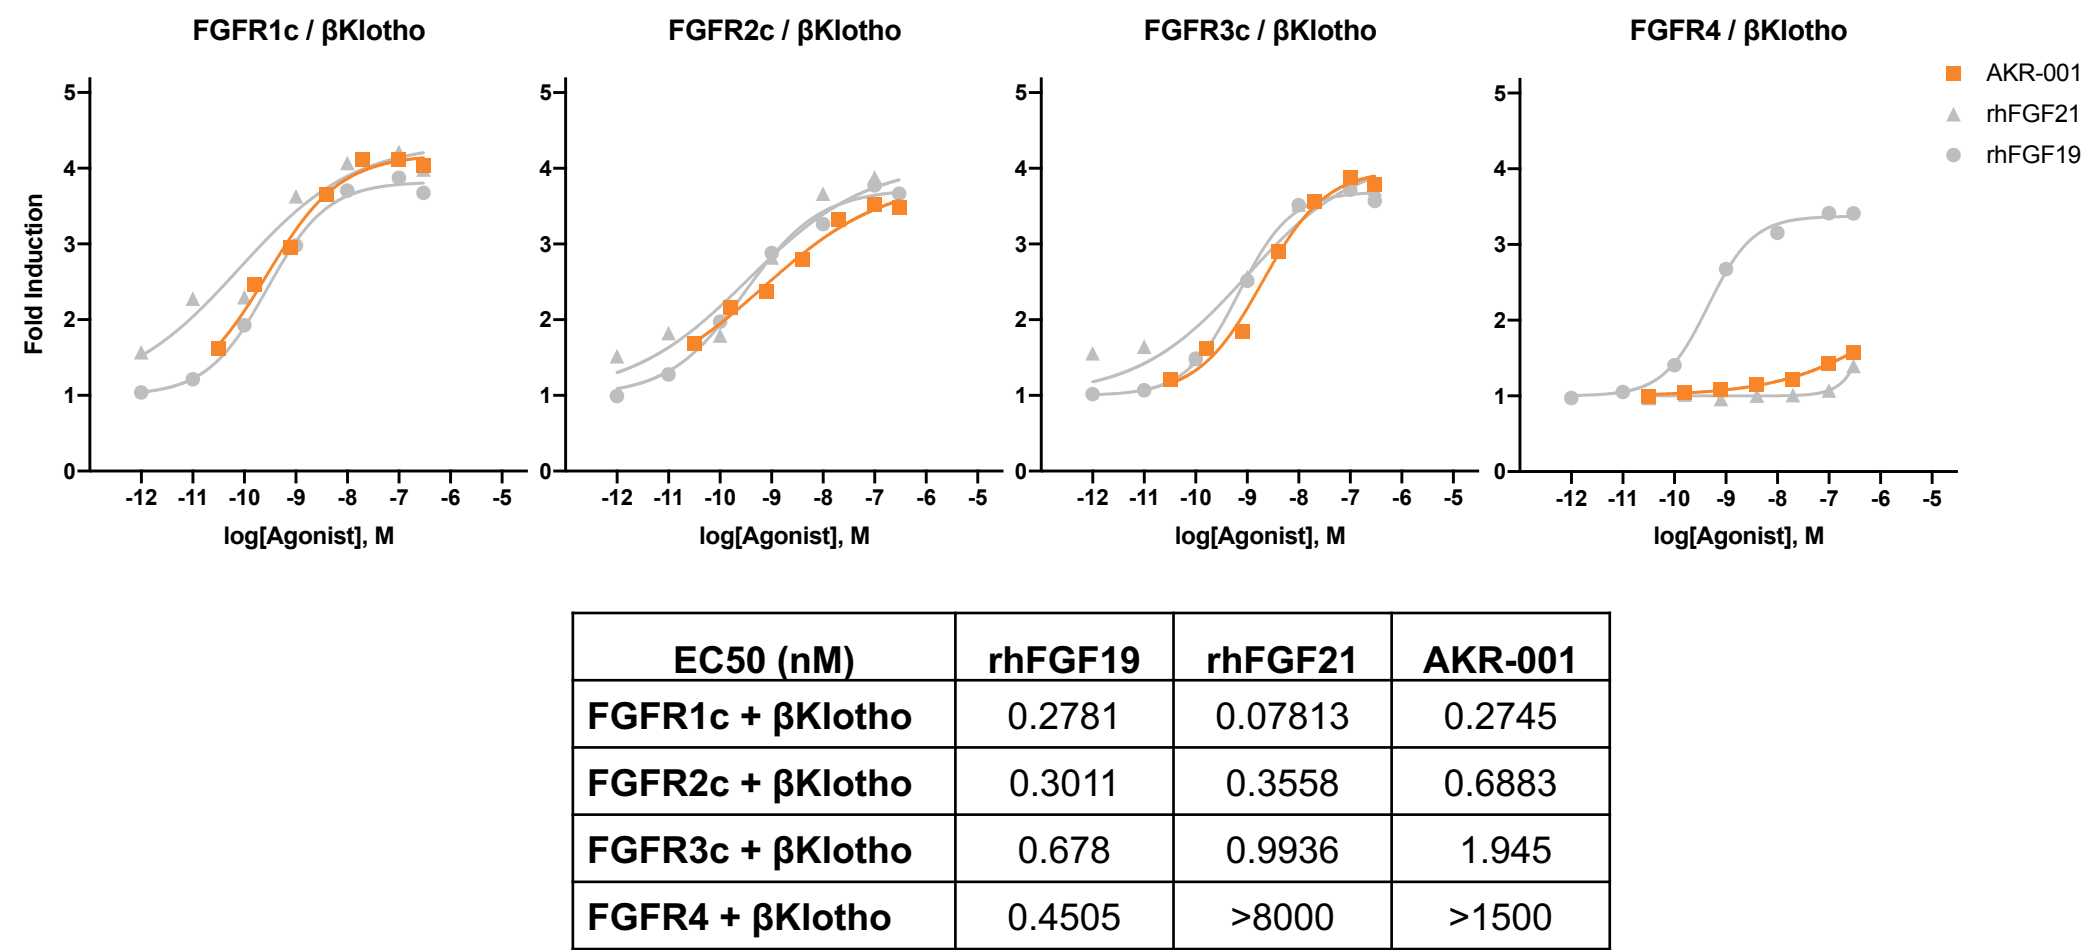 FGFR1c / βKlotho FGFR2c / βKlotho FGFR3c / βKlotho FGFR4 / βKlotho
AKR-001
rhFGF21
rhFGF19
Fold Induction
5 4 3 2 1 0
-12 -11 -10 -9 -8 -7 -6 -5
log[Agonist], M
5 4 3 2 1 0
-12 -11 -10 -9 -8 -7 -6 -5
log[Agonist], M
5 4 3 2 1 0
-12 -11 -10 -9 -8 -7 -6 -5
log[Agonist], M
5 4 3 2 1 0
-12 -11 -10 -9 -8 -7 -6 -5
log[Agonist], M
EC50 (nM) rhFGF19 rhFGF21 AKR-001
FGFR1c + βKlotho 0.2781 0.07813 0.2745
FGFR2c + βKlotho 0.3011 0.3558 0.6883
FGFR3c + βKlotho 0.678 0.9936 1.945
FGFR4 + βKlotho 0.4505 >8000 >1500